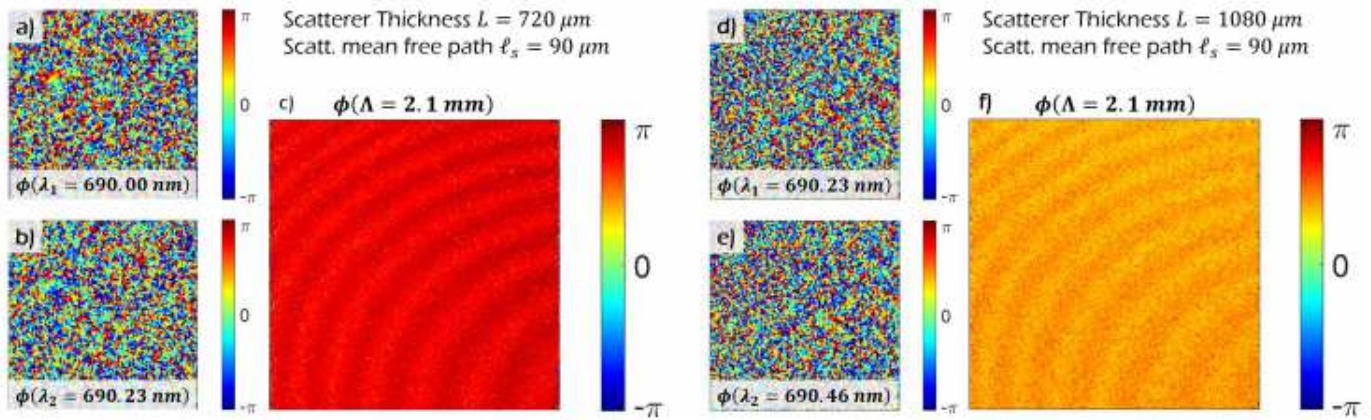 a)
π
0
-π
ϕ(λ₁ = 690.00 nm)
b)
π
0
-π
ϕ(λ₂ = 690.23 nm)
Scatterer Thickness L = 720 μm
Scatt. mean free path ℓₛ = 90 μm
c) ϕ(Λ = 2.1 mm)
π
0
-π
d)
π
0
-π
ϕ(λ₁ = 690.23 nm)
e)
π
0
-π
ϕ(λ₂ = 690.46 nm)
Scatterer Thickness L = 1080 μm
Scatt. mean free path ℓₛ = 90 μm
f) ϕ(Λ = 2.1 mm)
π
0
-π